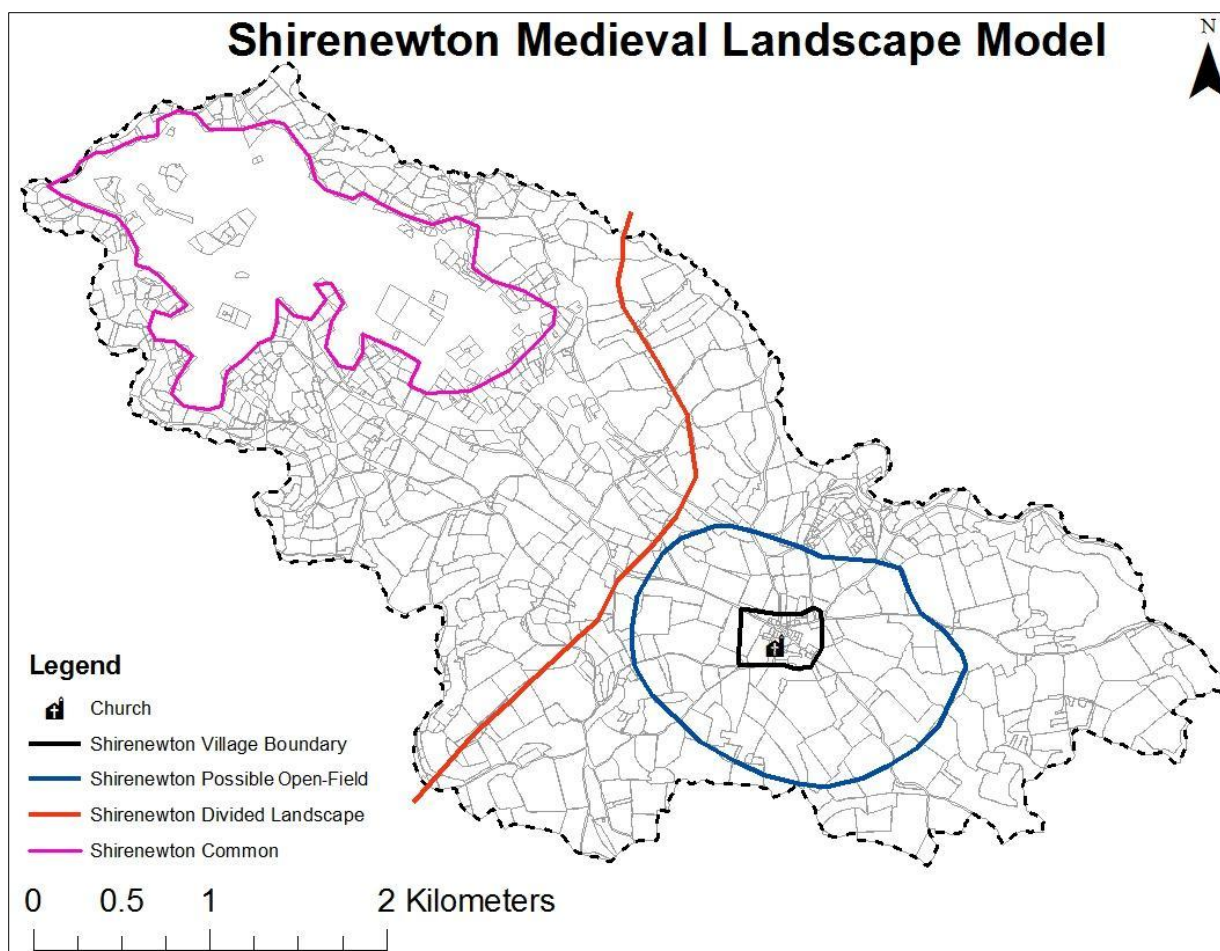 Shirenewton Medieval Landscape Model
N
Legend
Church
Shirenewton Village Boundary
Shirenewton Possible Open-Field
Shirenewton Divided Landscape
Shirenewton Common
0 0.5 1 2 Kilometers